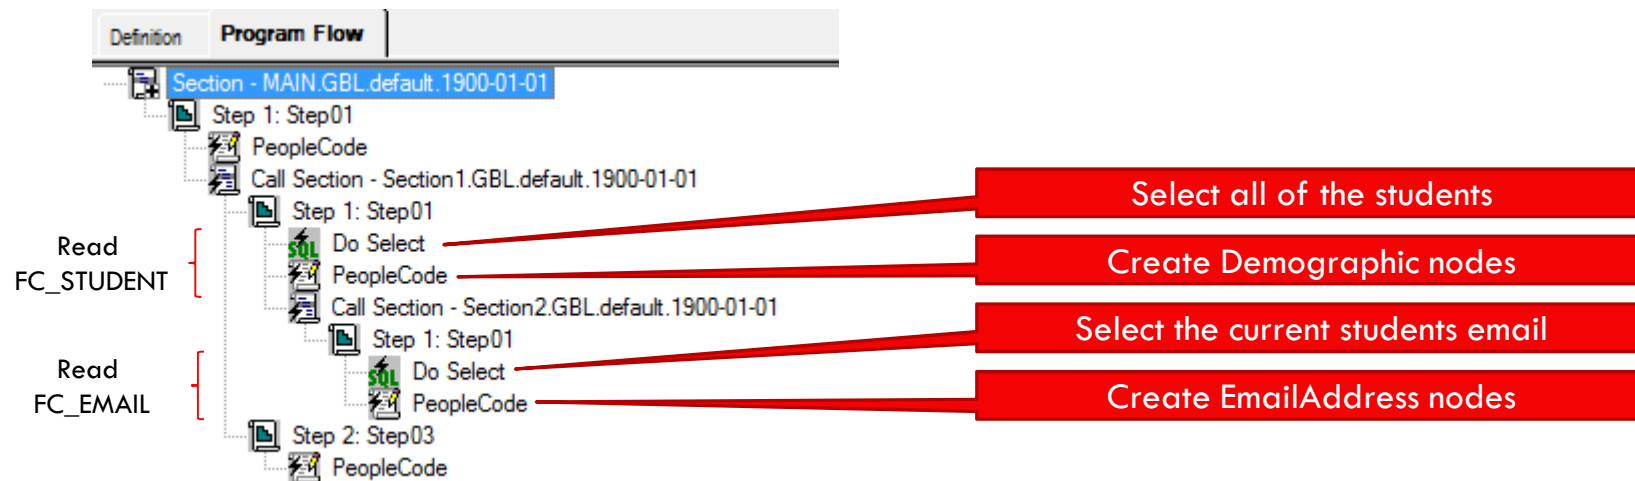 Definition
Program Flow
Section - MAIN.GBL.default.1900-01-01
Step 1: Step01
PeopleCode
Call Section - Section1.GBL.default.1900-01-01
Step 1: Step01
SQL Do Select
PeopleCode
Call Section - Section2.GBL.default.1900-01-01
Step 1: Step01
SQL Do Select
PeopleCode
Step 2: Step03
PeopleCode
Read
FC_STUDENT
Read
FC_EMAIL
Select all of the students
Create Demographic nodes
Select the current students email
Create EmailAddress nodes